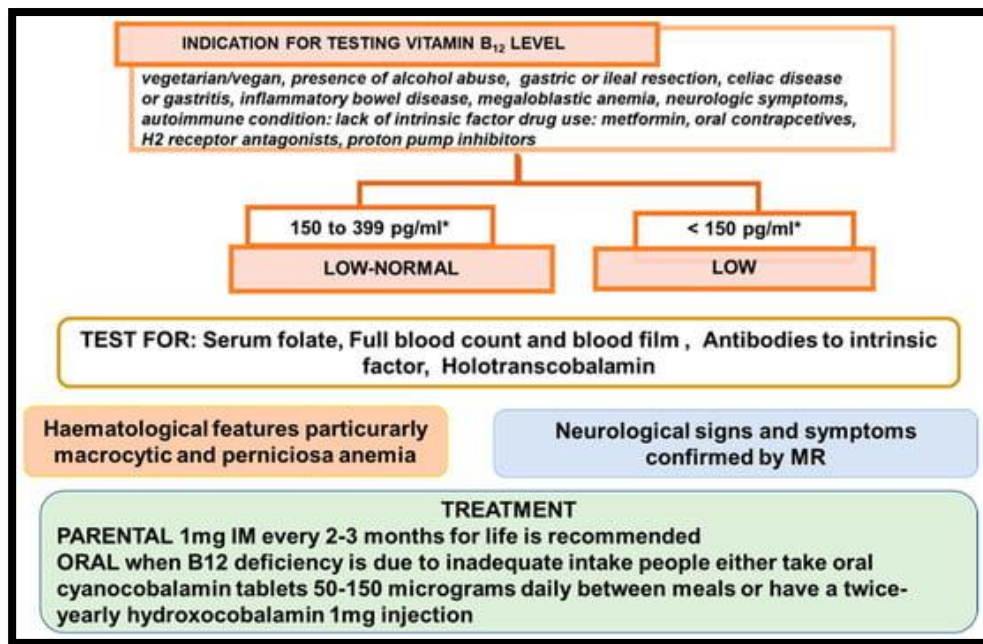 INDICATION FOR TESTING VITAMIN B₁₂ LEVEL
vegetarian/vegan, presence of alcohol abuse, gastric or ileal resection, celiac disease
or gastritis, inflammatory bowel disease, megaloblastic anemia, neurologic symptoms,
autoimmune condition: lack of intrinsic factor drug use: metformin, oral contrapcetives,
H2 receptor antagonists, proton pump inhibitors
150 to 399 pg/ml*
LOW-NORMAL
< 150 pg/ml*
LOW
TEST FOR: Serum folate, Full blood count and blood film , Antibodies to intrinsic
factor, Holotranscobalamin
Haematological features particurarly
macrocytic and perniciosa anemia
Neurological signs and symptoms
confirmed by MR
TREATMENT
PARENTAL 1mg IM every 2-3 months for life is recommended
ORAL when B12 deficiency is due to inadequate intake people either take oral
cyanocobalamin tablets 50-150 micrograms daily between meals or have a twice-
yearly hydroxocobalamin 1mg injection